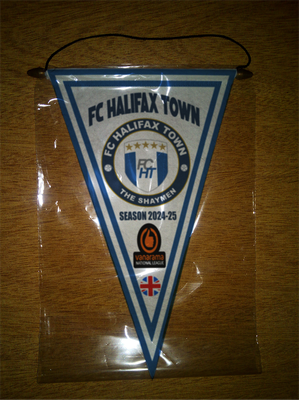 FC HALIFAX TOWN
FC HALIFAX TOWN
FC
HT
THE SHAYMEN
SEASON 2024-25
vanarama
NATIONAL LEAGUE